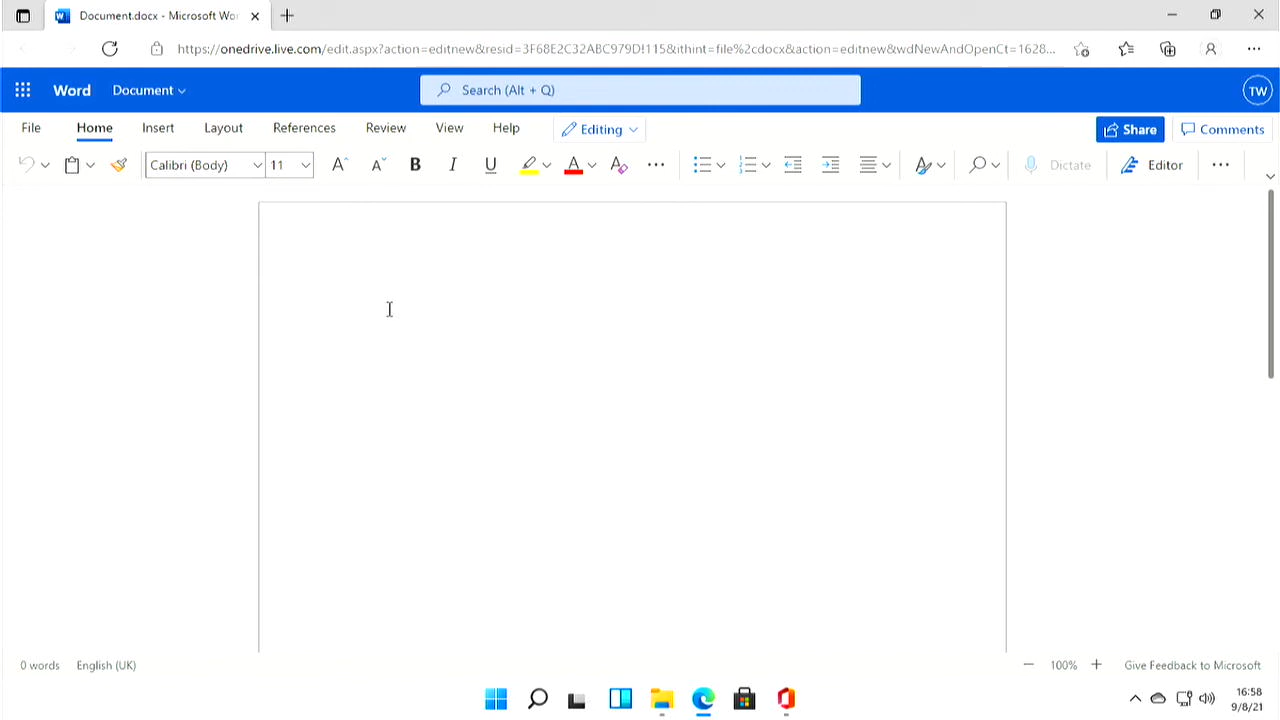 Document.docx - Microsoft Wo
https://onedrive.live.com/edit.aspx?action=editnew&resid=3F68E2C32ABC979D!115&ithint=file%2cdocx&action=editnew&wdNewAndOpenCt=1628...
Word Document Search (Alt + Q) TW
File Home Insert Layout References Review View Help Editing Share Comments
Calibri (Body) 11 A A B I U A A Dictate Editor
0 words English (UK) 100% Give Feedback to Microsoft
16:58
9/8/21